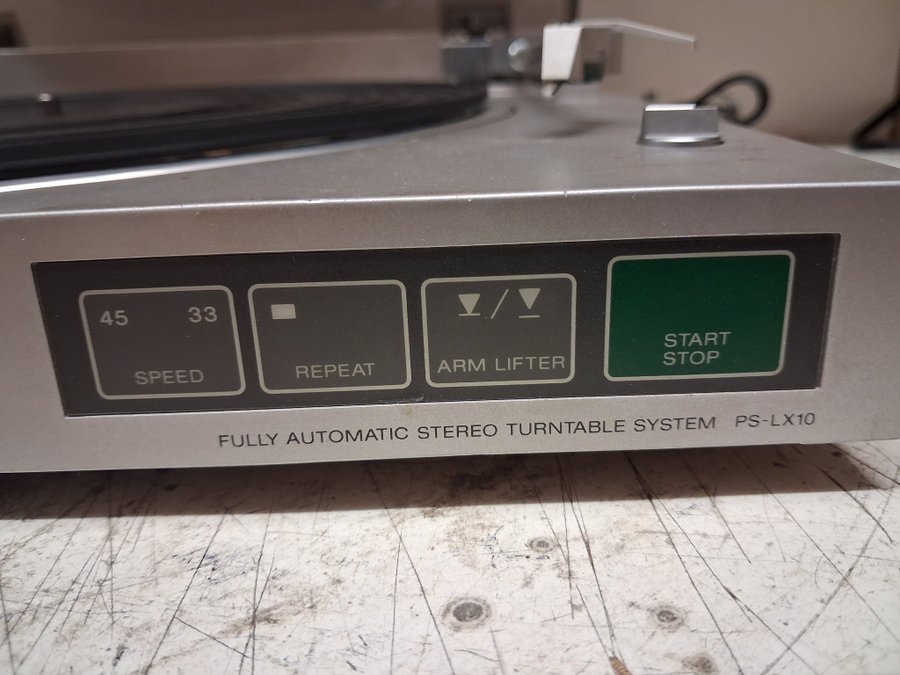 45 33
SPEED
REPEAT
ARM LIFTER
START
STOP
FULLY AUTOMATIC STEREO TURNTABLE SYSTEM PS-LX10